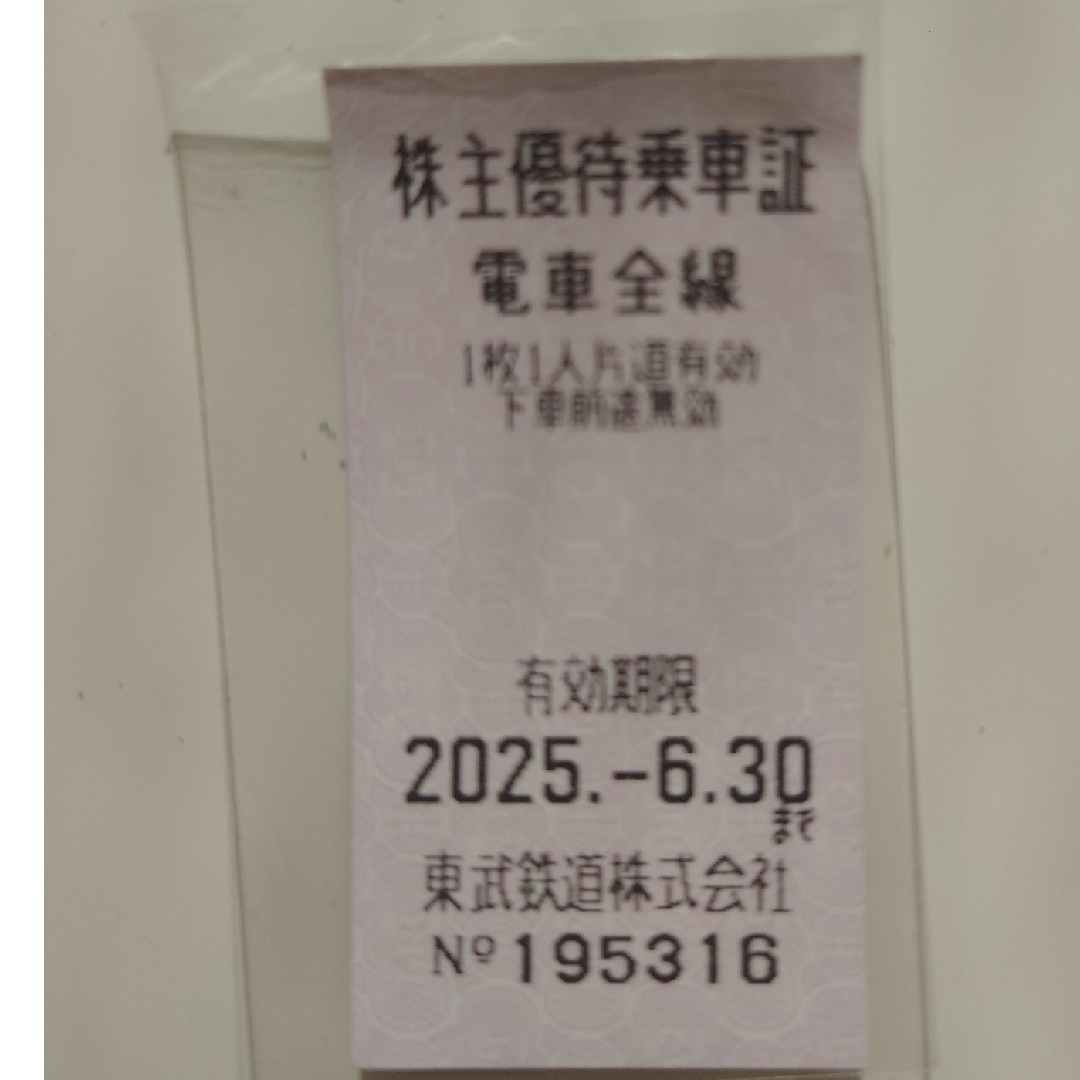 株主優待乗車証
電車全線
1枚1人片道有効
下車前途無効
有効期限
2025.-6.30
まで
東武鉄道株式会社
Nº195316